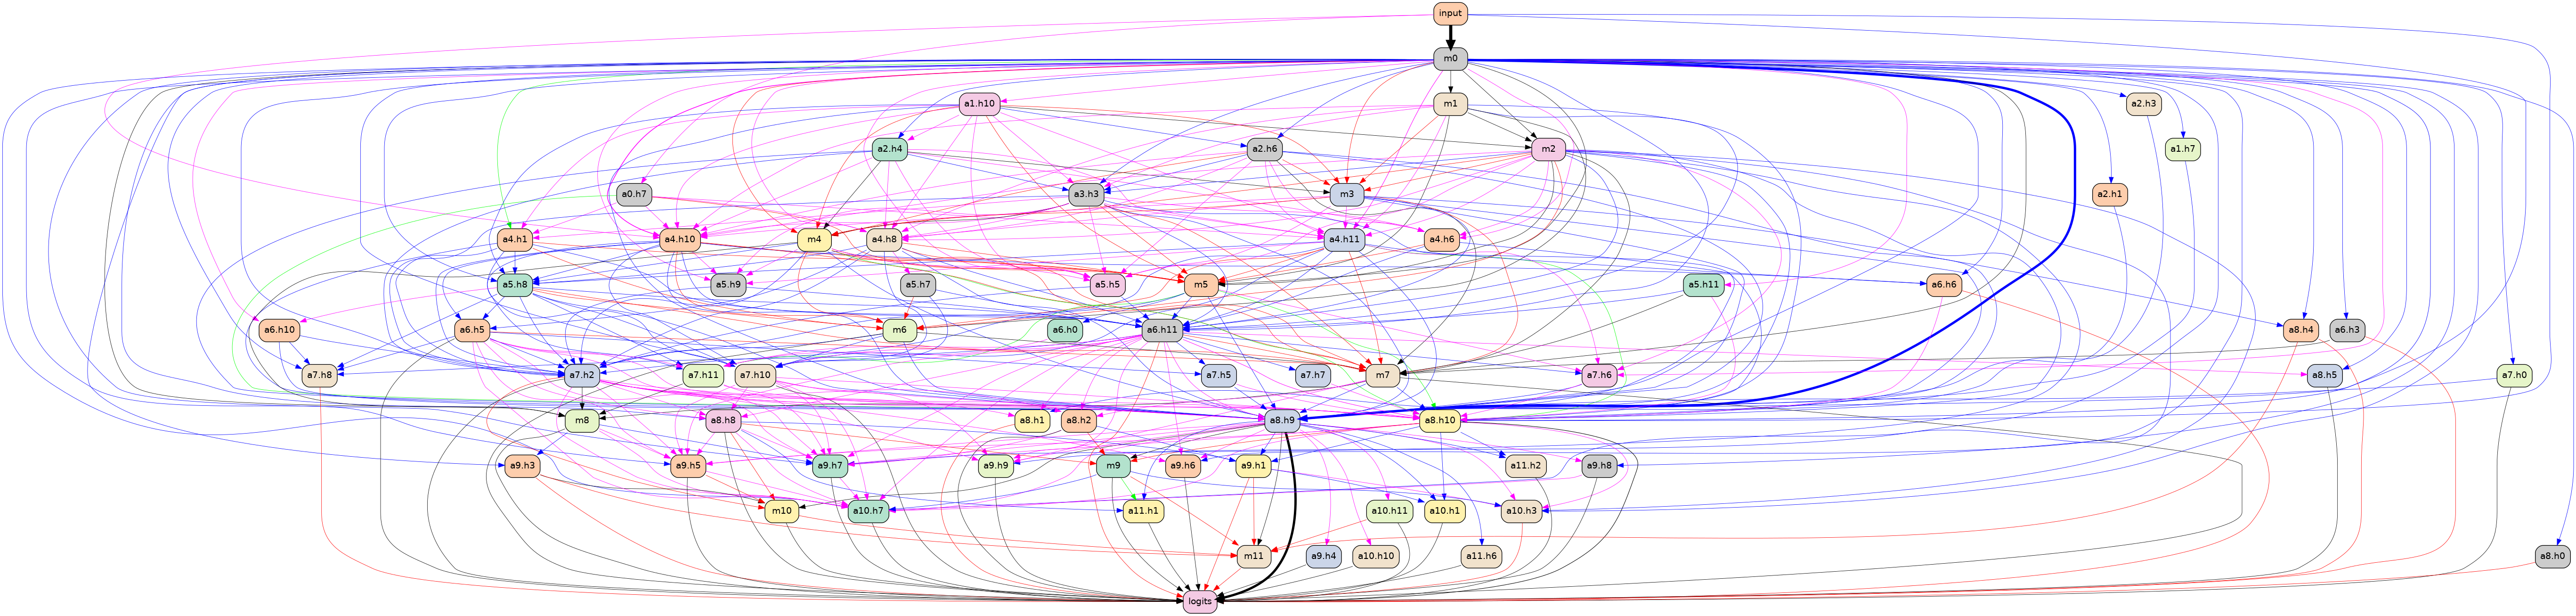 input
m0
a1.h10 m1 a2.h3
a2.h4 a2.h6 m2 a1.h7
a0.h7 a3.h3 m3 a2.h1
a4.h1 a4.h10 m4 a4.h8 a4.h11 a4.h6
a5.h8 a5.h9 a5.h7 a5.h5 m5 a5.h11 a6.h6
a6.h10 a6.h5 m6 a6.h0 a6.h11 a8.h4 a6.h3
a7.h8 a7.h2 a7.h11 a7.h10 a7.h5 a7.h7 m7 a7.h6 a8.h5 a7.h0
m8 a8.h8 a8.h1 a8.h2 a8.h9 a8.h10
a9.h3 a9.h5 a9.h7 a9.h9 m9 a9.h6 a9.h1 a11.h2 a9.h8
m10 a10.h7 a11.h1 a10.h11 a10.h1 a10.h3
m11 a9.h4 a10.h10 a11.h6 a8.h0
logits